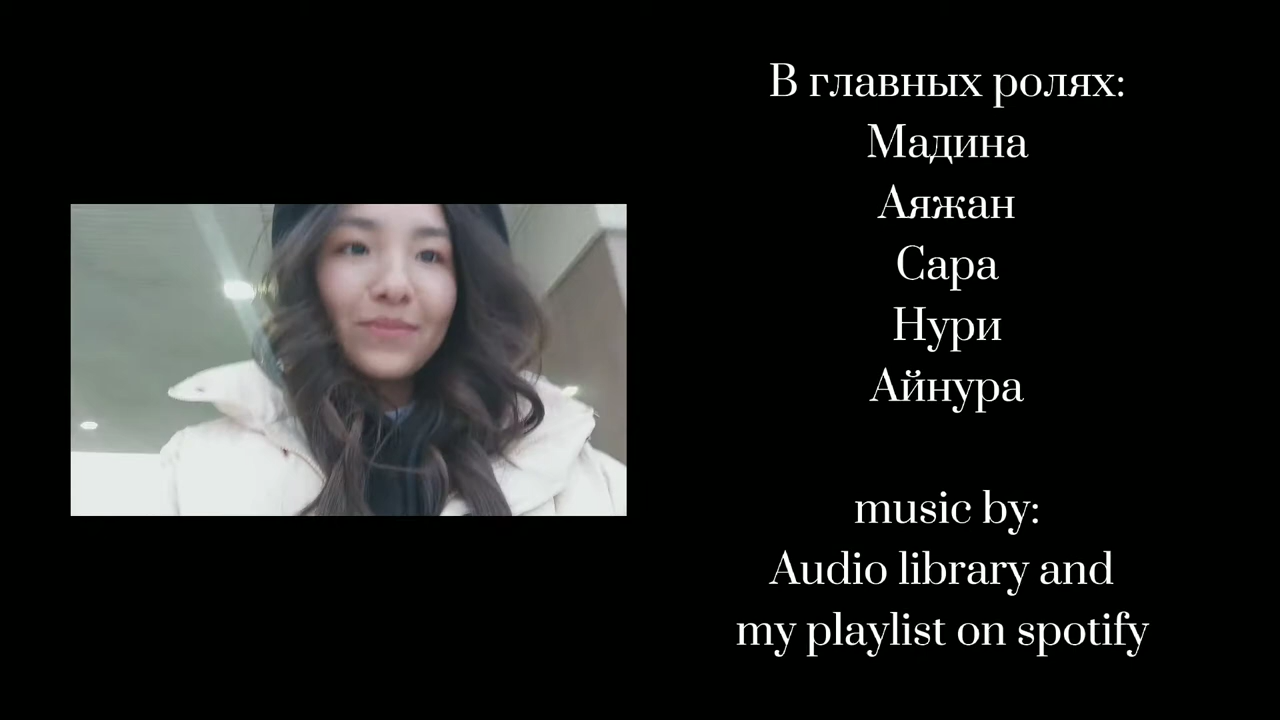 В главных ролях:
Мадина
Аяжан
Сара
Нури
Айнура
music by:
Audio library and
my playlist on spotify